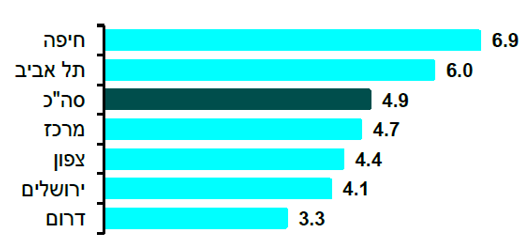 חיפה 6.9
תל אביב 6.0
סה"כ 4.9
מרכז 4.7
צפון 4.4
ירושלים 4.1
דרום 3.3